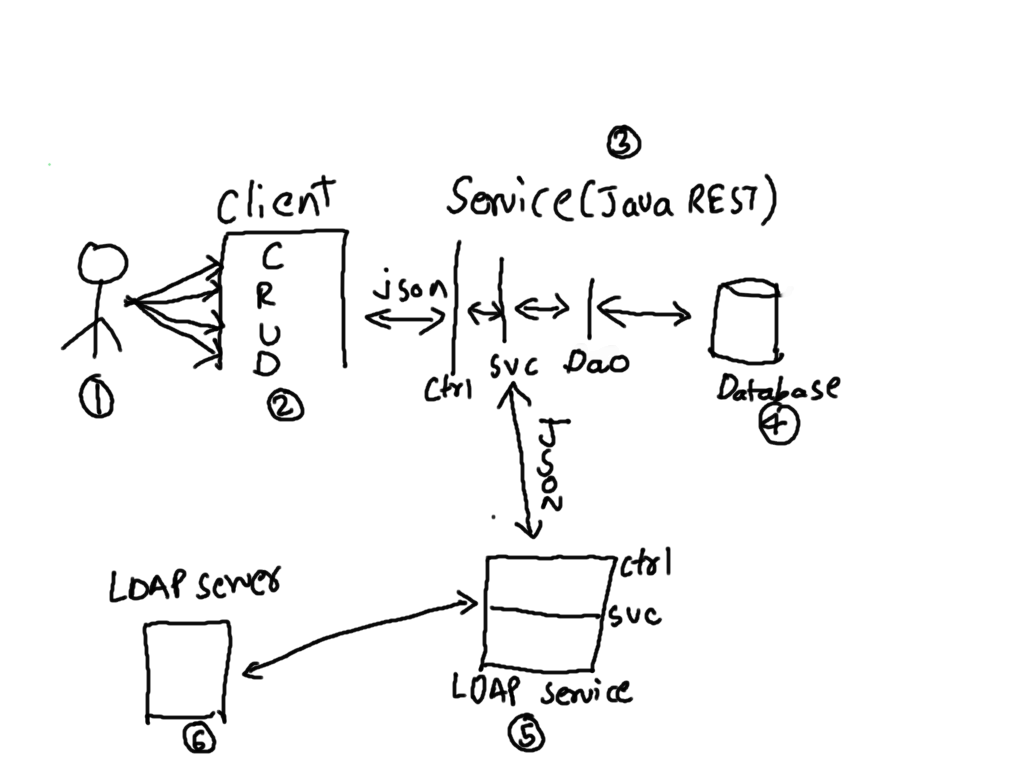 3
Client
Service (Java REST)
C
R
U
D
json
Ctrl
svc
Dao
Database
1
2
4
JSON
LDAP server
ctrl
svc
LDAP service
6
5